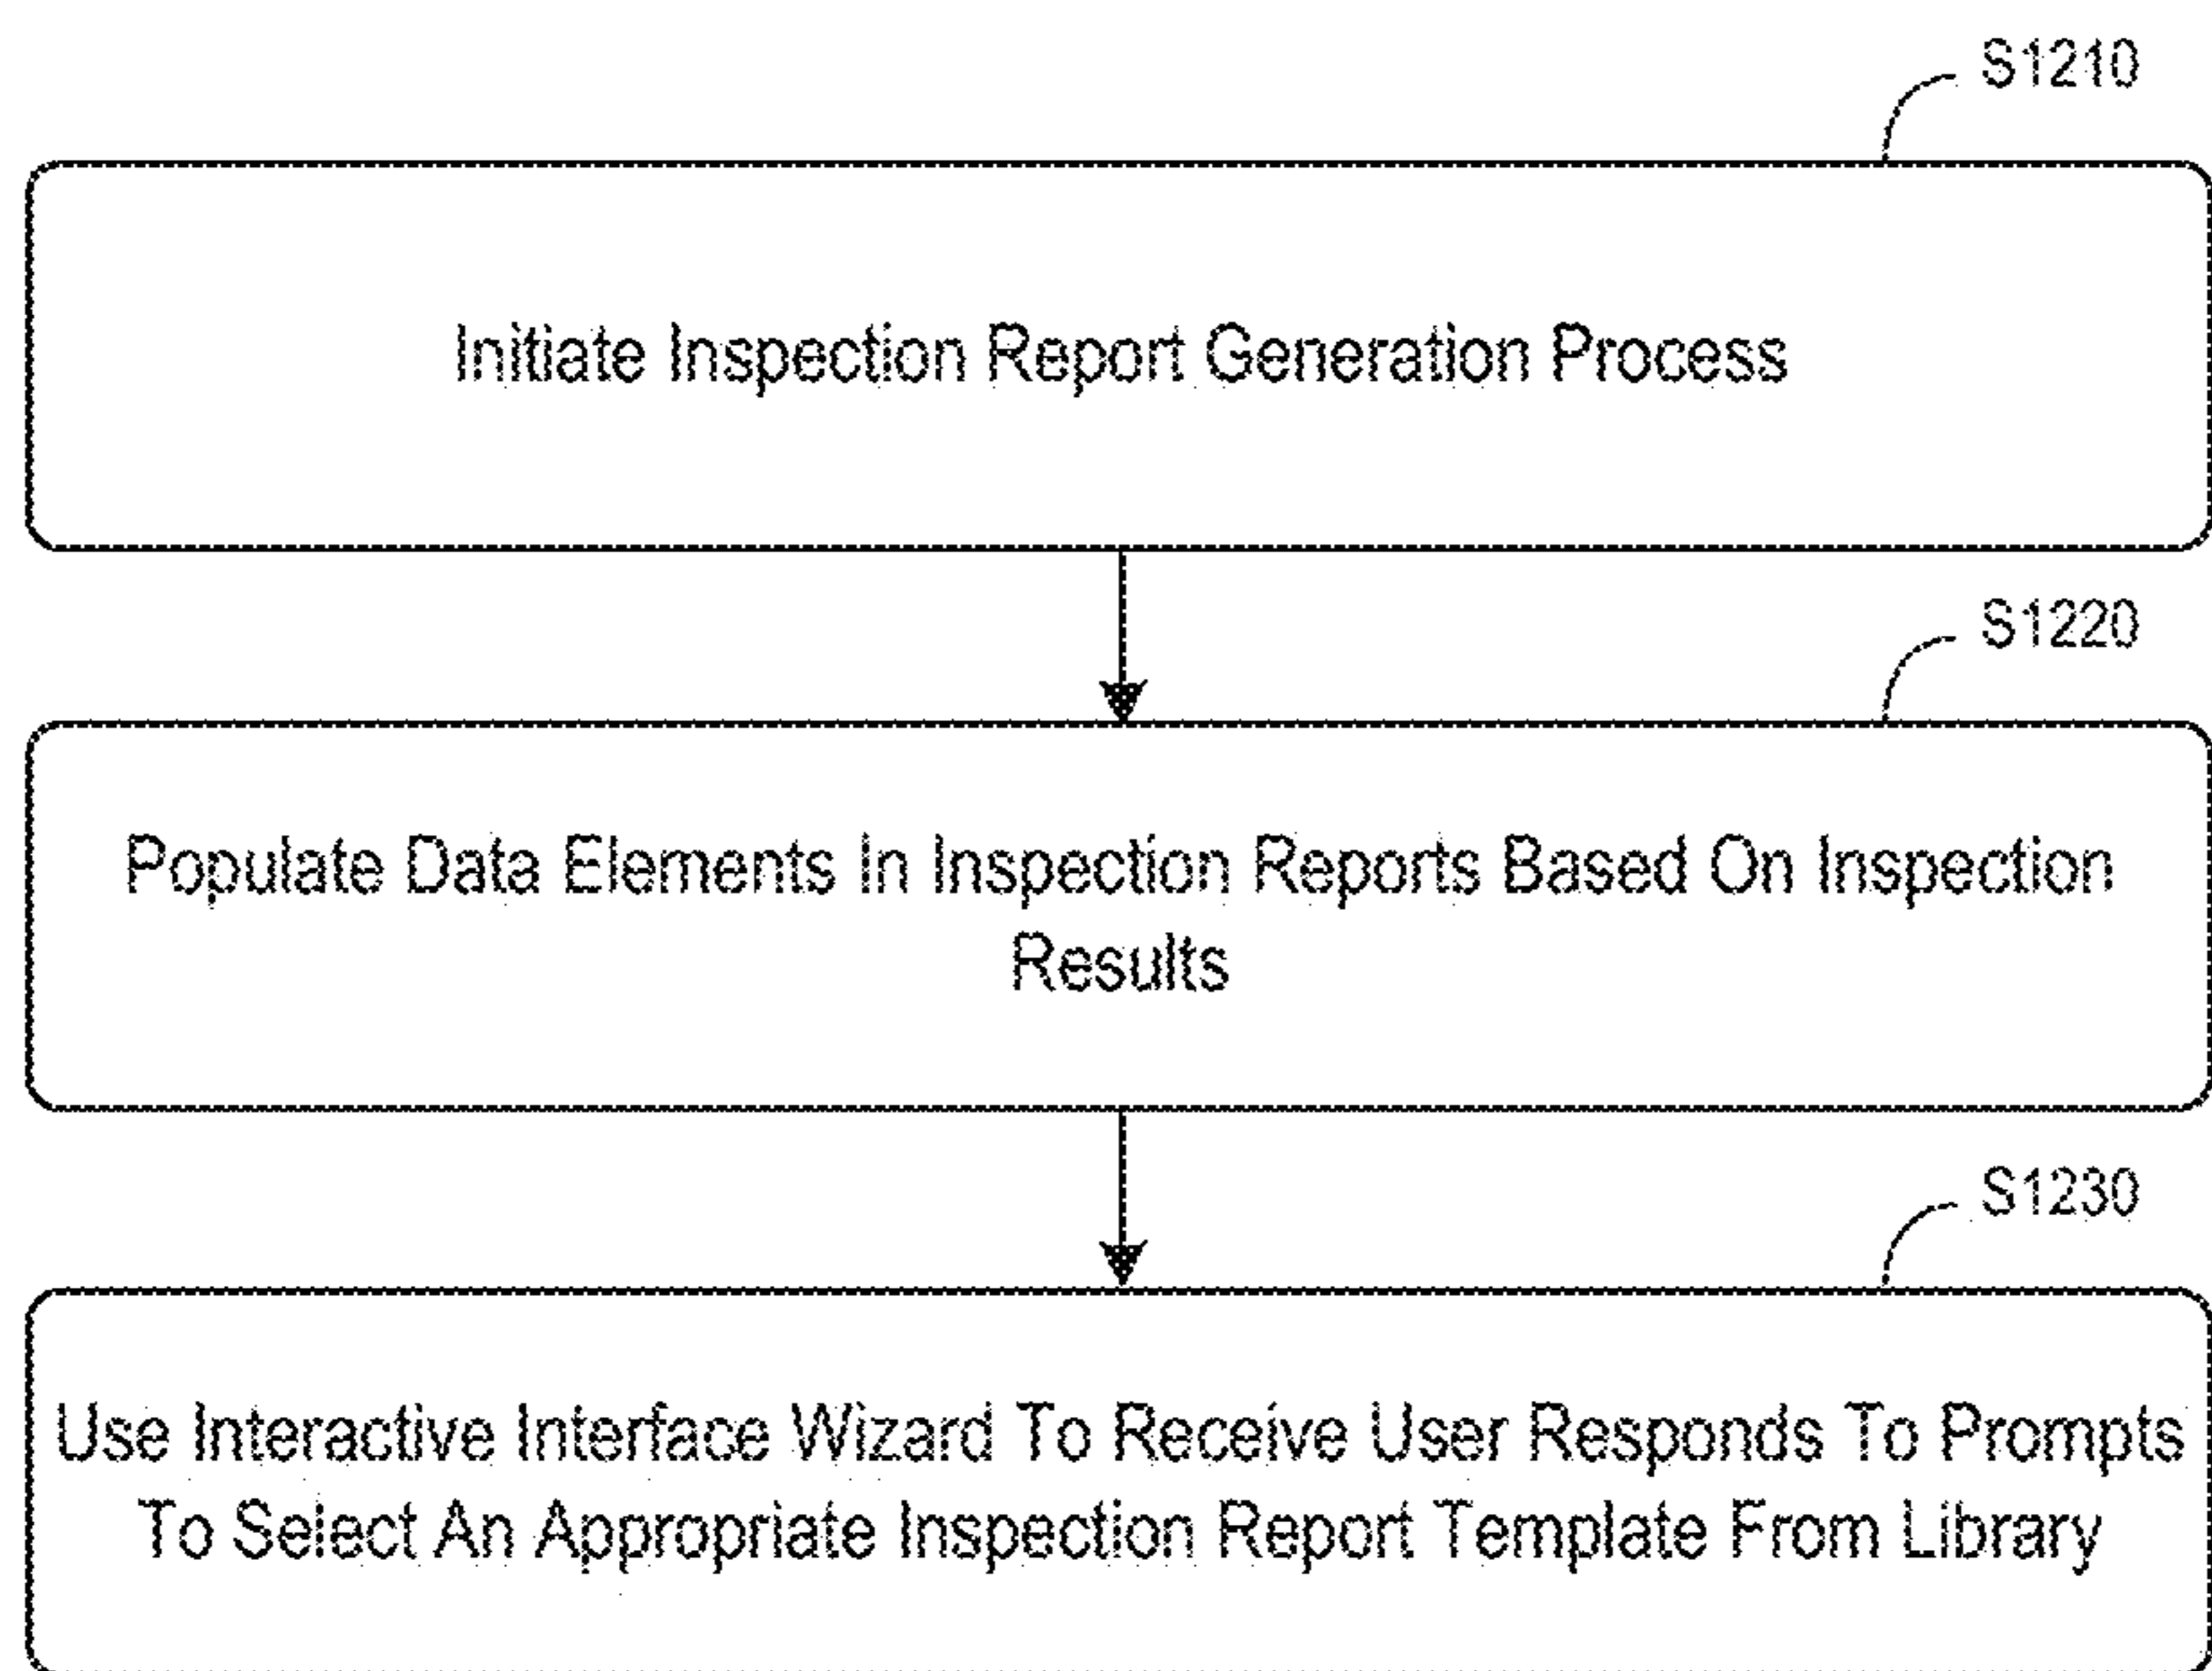 S1210
Initiate Inspection Report Generation Process
S1220
Populate Data Elements In Inspection Reports Based On Inspection
Results
S1230
Use Interactive Interface Wizard To Receive User Responds To Prompts
To Select An Appropriate Inspection Report Template From Library